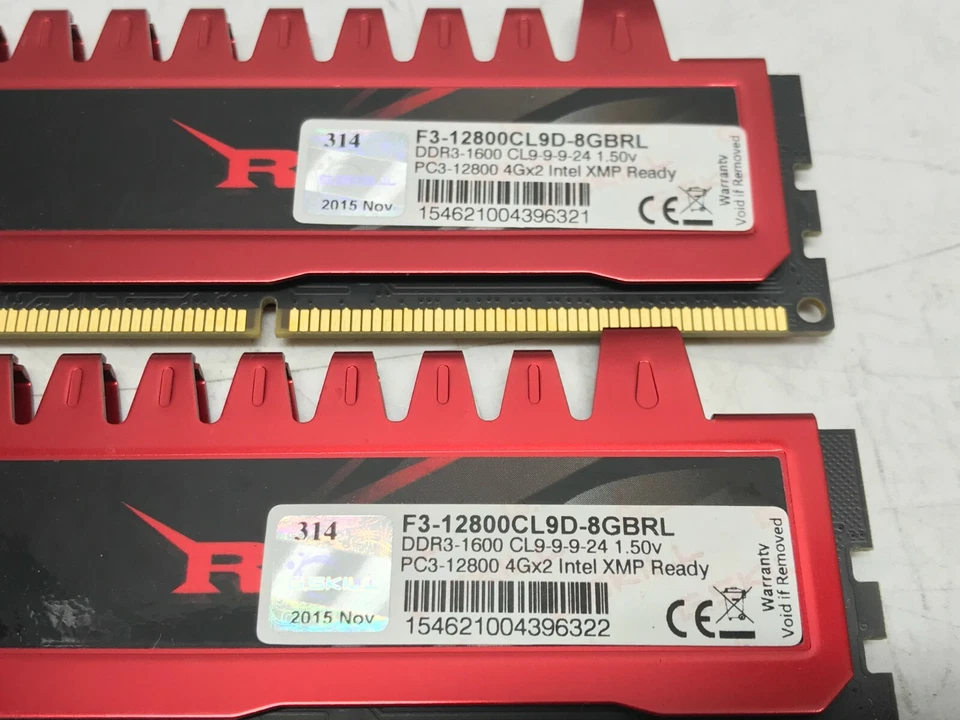 R
314
2015 Nov
F3-12800CL9D-8GBRL
DDR3-1600 CL9-9-9-24 1.50v
PC3-12800 4Gx2 Intel XMP Ready
154621004396321
CE
Warranty
Void if Removed
R
314
G.SKILL
2015 Nov
F3-12800CL9D-8GBRL
DDR3-1600 CL9-9-9-24 1.50v
PC3-12800 4Gx2 Intel XMP Ready
154621004396322
CE
Warranty
Void if Removed